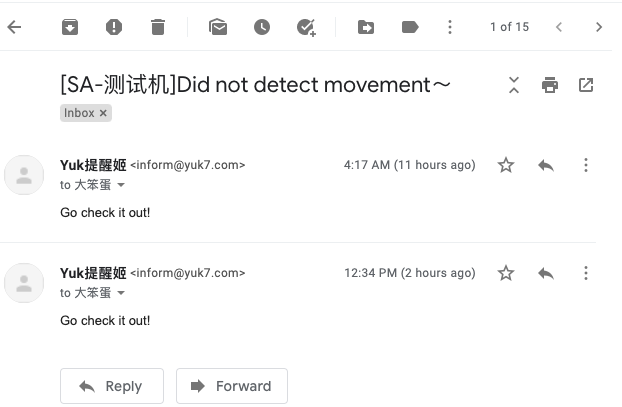 1 of 15
[SA-测试机]Did not detect movement～
Inbox ×
Yuk提醒姬 <inform@yuk7.com> 4:17 AM (11 hours ago)
to 大笨蛋
Go check it out!
Yuk提醒姬 <inform@yuk7.com> 12:34 PM (2 hours ago)
to 大笨蛋
Go check it out!
Reply Forward